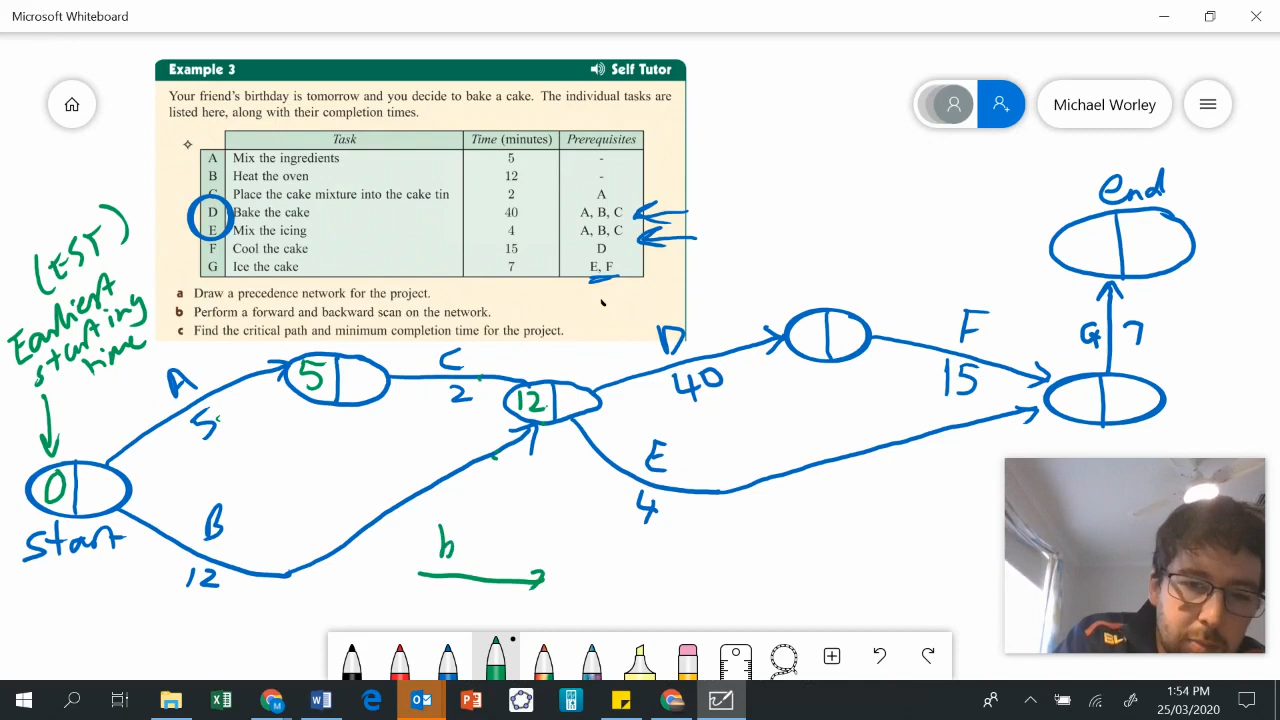 Microsoft Whiteboard
Example 3
Self Tutor
Your friend's birthday is tomorrow and you decide to bake a cake. The individual tasks are
listed here, along with their completion times.
Task Time (minutes) Prerequisites
A Mix the ingredients 5 -
B Heat the oven 12 -
C Place the cake mixture into the cake tin 2 A
D Bake the cake 40 A, B, C
E Mix the icing 4 A, B, C
F Cool the cake 15 D
G Ice the cake 7 E, F
a Draw a precedence network for the project.
b Perform a forward and backward scan on the network.
c Find the critical path and minimum completion time for the project.
Michael Worley
end
(EST)
Earliest
starting
time
A
5
5
C
2
12
D
40
F
15
G 7
E
4
0
start
B
12
b
1:54 PM
25/03/2020